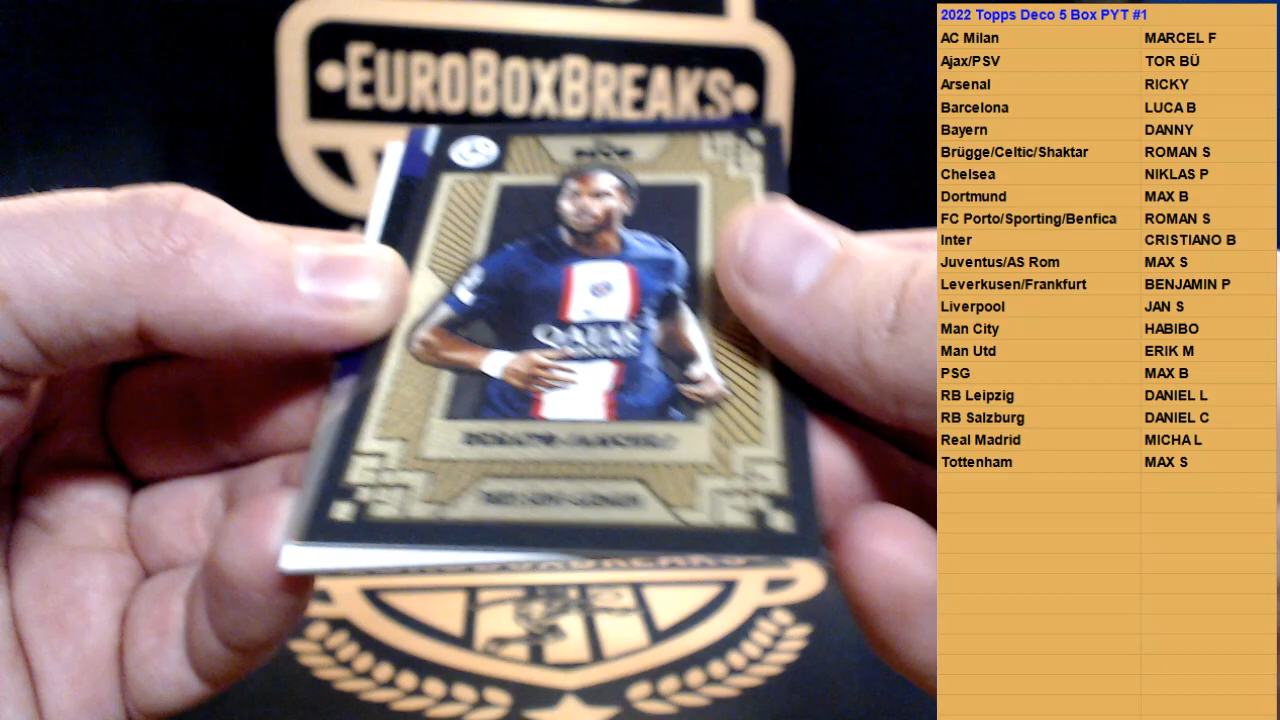 EUROBOXBREAKS
QATAR
2022 Topps Deco 5 Box PYT #1
AC Milan MARCEL F
Ajax/PSV TOR BÜ
Arsenal RICKY
Barcelona LUCA B
Bayern DANNY
Brügge/Celtic/Shaktar ROMAN S
Chelsea NIKLAS P
Dortmund MAX B
FC Porto/Sporting/Benfica ROMAN S
Inter CRISTIANO B
Juventus/AS Rom MAX S
Leverkusen/Frankfurt BENJAMIN P
Liverpool JAN S
Man City HABIBO
Man Utd ERIK M
PSG MAX B
RB Leipzig DANIEL L
RB Salzburg DANIEL C
Real Madrid MICHA L
Tottenham MAX S